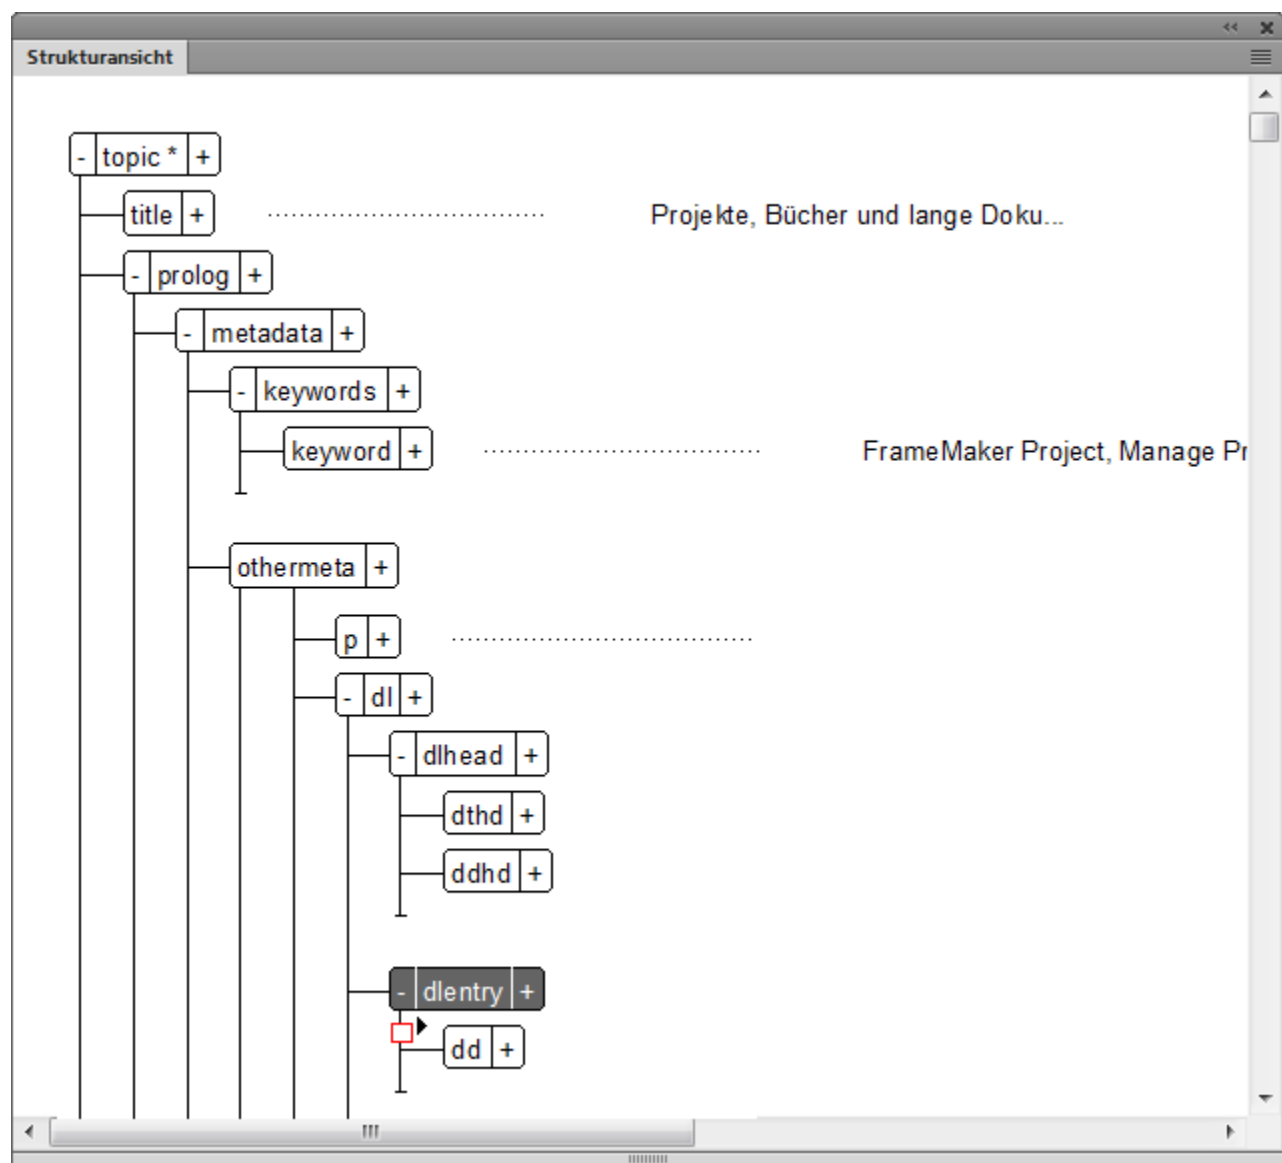 Strukturansicht
- topic * +
title + Projekte, Bücher und lange Doku...
- prolog +
- metadata +
- keywords +
keyword + FrameMaker Project, Manage Pr
othermeta +
p +
- dl +
- dlhead +
dthd +
ddhd +
- dlentry +
dd +